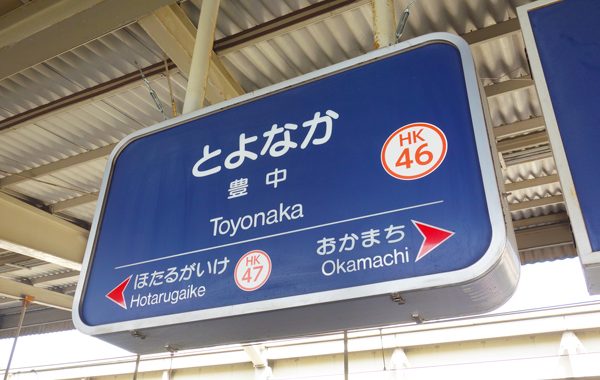 とよなか
HK
46
豊中
Toyonaka
ほたるがいけ
Hotarugaike
HK
47
おかまち
Okamachi